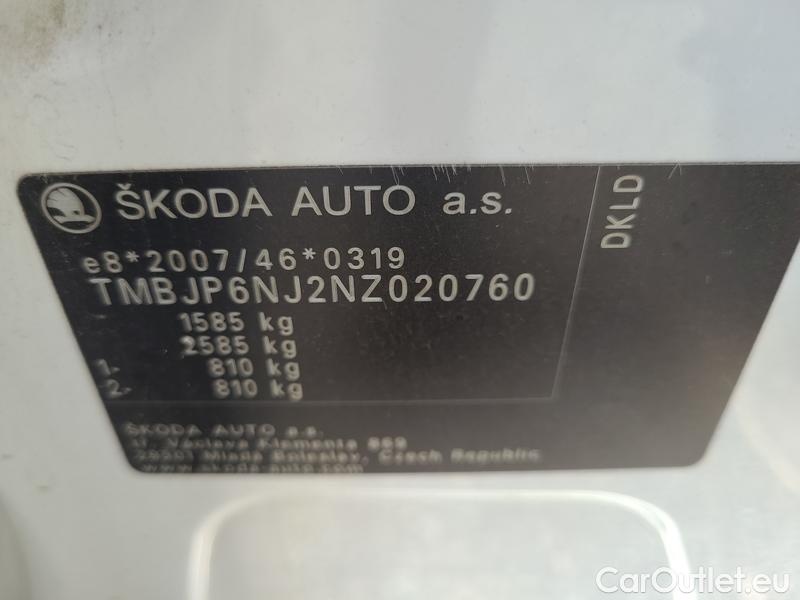 ŠKODA AUTO a.s.
DKLD
e8*2007/46*0319
TMBJP6NJ2NZ020760
1585 kg
2585 kg
1- 810 kg
2- 810 kg
ŠKODA AUTO a.s.
tř. Václava Klementa 869
29301 Mladá Boleslav, Czech Republic
www.skoda-auto.com
CarOutlet.eu